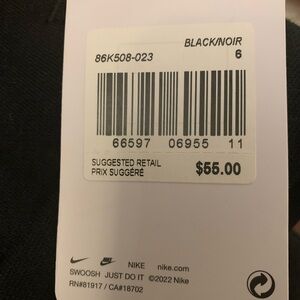 BLACK/NOIR
86K508-023 6
66597 06955 11
SUGGESTED RETAIL
PRIX SUGGÉRÉ $55.00
NIKE nike.com
SWOOSH JUST DO IT ©2022 Nike
RN#81917 / CA#18702